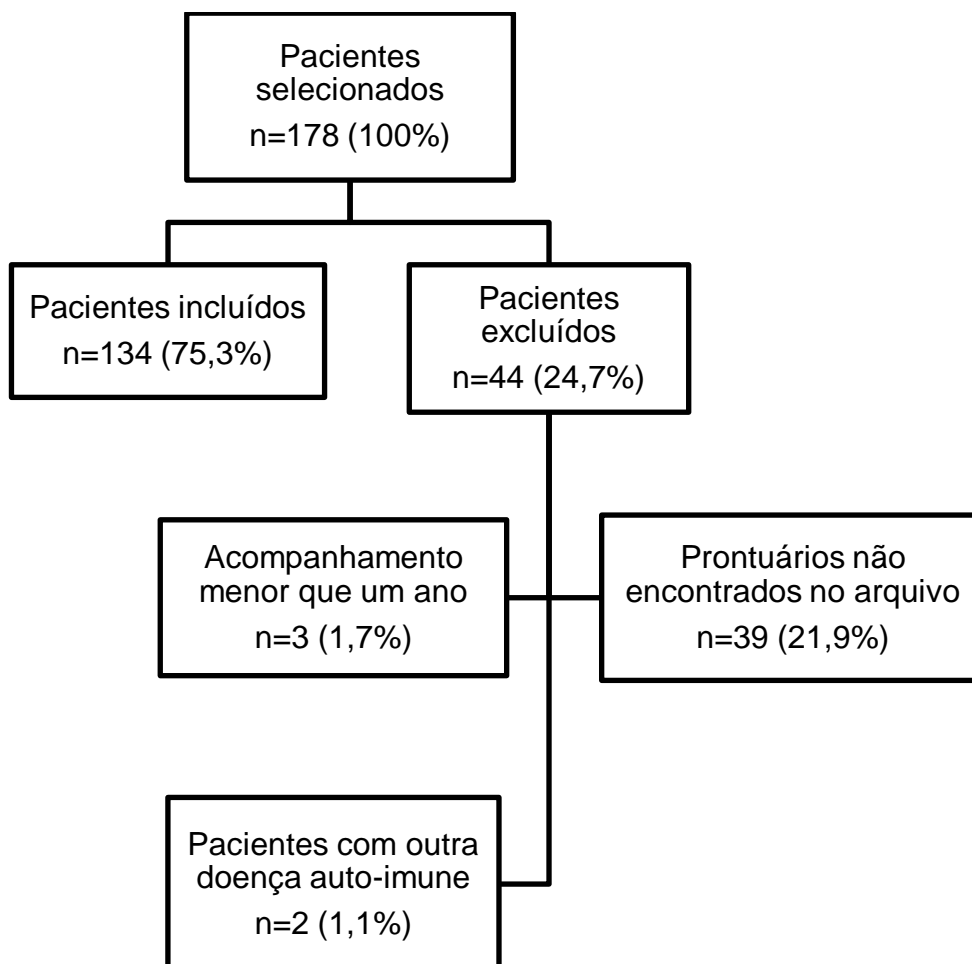 Pacientes
selecionados
n=178 (100%)
Pacientes incluídos
n=134 (75,3%)
Pacientes
excluídos
n=44 (24,7%)
Acompanhamento
menor que um ano
n=3 (1,7%)
Prontuários não
encontrados no arquivo
n=39 (21,9%)
Pacientes com outra
doença auto-imune
n=2 (1,1%)